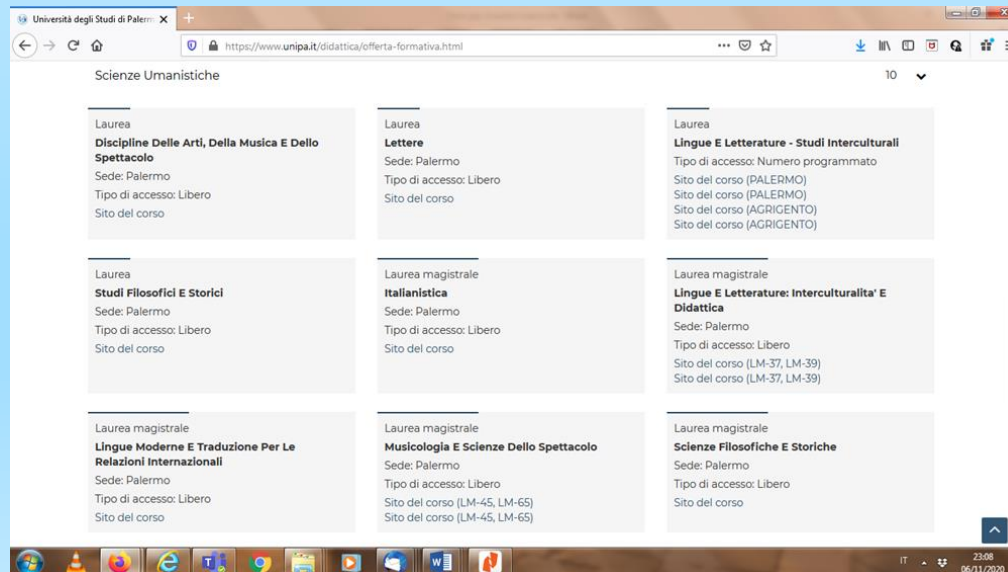 Università degli Studi di Palerm
https://www.unipa.it/didattica/offerta-formativa.html
Scienze Umanistiche
10
Laurea
Discipline Delle Arti, Della Musica E Dello
Spettacolo
Sede: Palermo
Tipo di accesso: Libero
Sito del corso
Laurea
Lettere
Sede: Palermo
Tipo di accesso: Libero
Sito del corso
Laurea
Lingue E Letterature - Studi Interculturali
Tipo di accesso: Numero programmato
Sito del corso (PALERMO)
Sito del corso (PALERMO)
Sito del corso (AGRIGENTO)
Sito del corso (AGRIGENTO)
Laurea
Studi Filosofici E Storici
Sede: Palermo
Tipo di accesso: Libero
Sito del corso
Laurea magistrale
Italianistica
Sede: Palermo
Tipo di accesso: Libero
Sito del corso
Laurea magistrale
Lingue E Letterature: Interculturalita' E
Didattica
Sede: Palermo
Tipo di accesso: Libero
Sito del corso (LM-37, LM-39)
Sito del corso (LM-37, LM-39)
Laurea magistrale
Lingue Moderne E Traduzione Per Le
Relazioni Internazionali
Sede: Palermo
Tipo di accesso: Libero
Sito del corso
Laurea magistrale
Musicologia E Scienze Dello Spettacolo
Sede: Palermo
Tipo di accesso: Libero
Sito del corso (LM-45, LM-65)
Sito del corso (LM-45, LM-65)
Laurea magistrale
Scienze Filosofiche E Storiche
Sede: Palermo
Tipo di accesso: Libero
Sito del corso
IT
23:08
06/11/2020